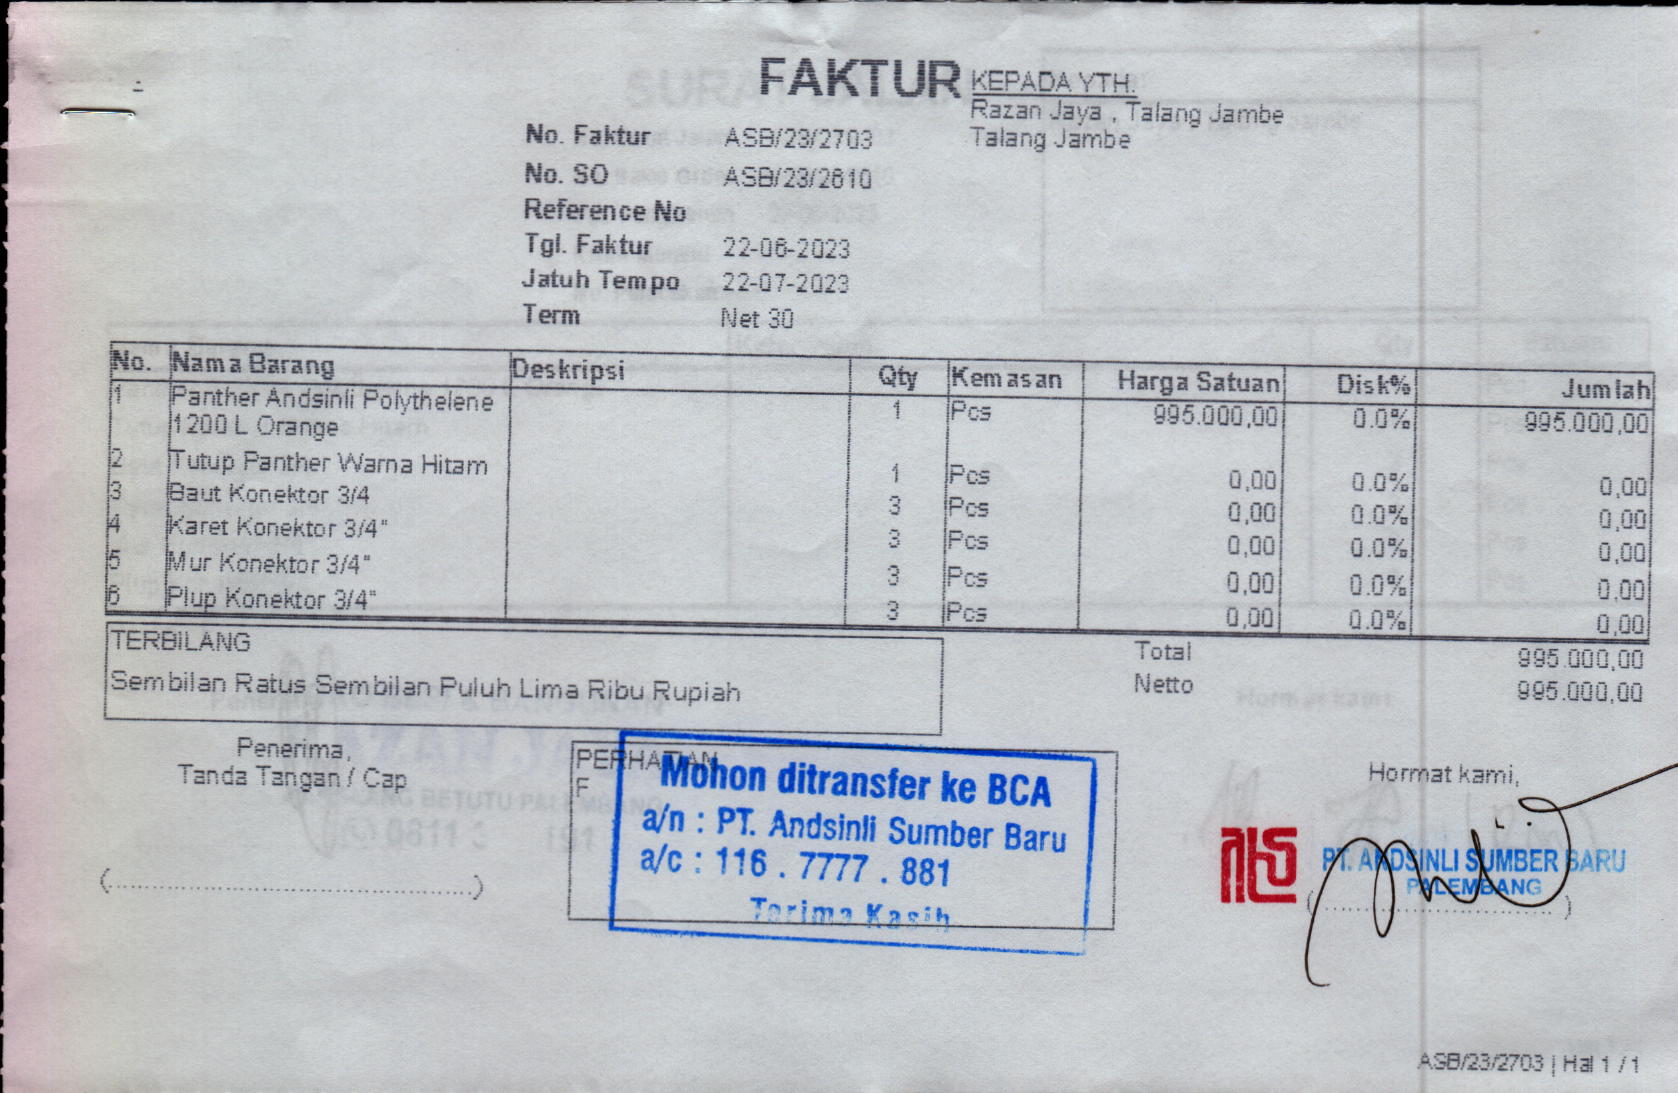 FAKTUR
KEPADA YTH.
Razan Jaya , Talang Jambe
Talang Jambe
No. Faktur ASB/23/2703
No. SO ASB/23/2610
Reference No
Tgl. Faktur 22-06-2023
Jatuh Tempo 22-07-2023
Term Net 30
No. Nama Barang Deskripsi Qty Kemasan Harga Satuan Disk% Jumlah
1 Panther Andsinli Polythelene 1 Pcs 995.000,00 0.0% 995.000,00
1200 L Orange
2 Tutup Panther Warna Hitam 1 Pcs 0,00 0.0% 0,00
3 Baut Konektor 3/4 3 Pcs 0,00 0.0% 0,00
4 Karet Konektor 3/4" 3 Pcs 0,00 0.0% 0,00
5 Mur Konektor 3/4" 3 Pcs 0,00 0.0% 0,00
6 Plup Konektor 3/4" 3 Pcs 0,00 0.0% 0,00
TERBILANG
Sembilan Ratus Sembilan Puluh Lima Ribu Rupiah
Total 995.000,00
Netto 995.000,00
Penerima,
Tanda Tangan / Cap
(..........................................................)
PERHATIAN
F
Mohon ditransfer ke BCA
a/n : PT. Andsinli Sumber Baru
a/c : 116 . 7777 . 881
Terima Kasih
Hormat kami,
PT. ANDSINLI SUMBER BARU
PALEMBANG
(......................................)
ASB/23/2703 | Hal 1 / 1